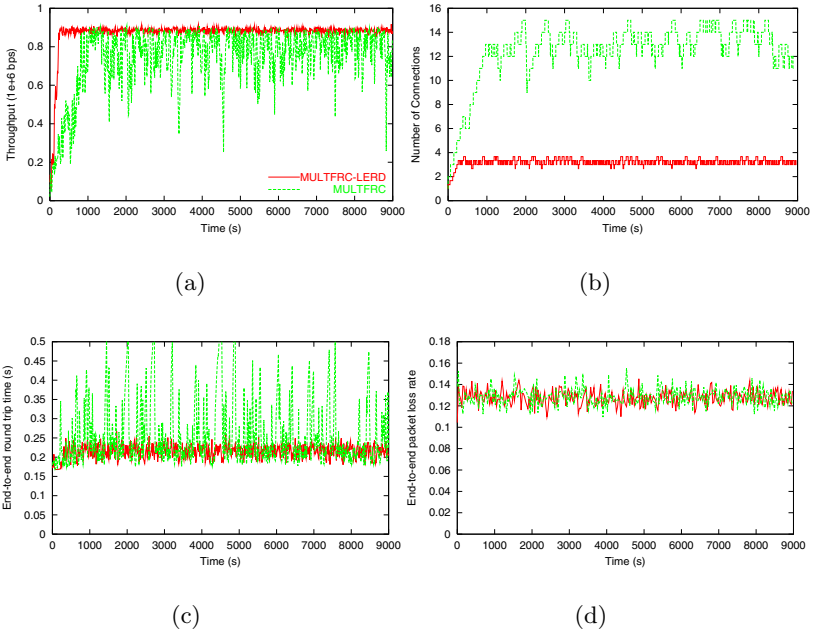 1
0.8
0.6
0.4
0.2
0
0 1000 2000 3000 4000 5000 6000 7000 8000 9000
Throughput (1e+6 bps)
Time (s)
MULTFRC-LERD
MULTFRC
(a)
16
14
12
10
8
6
4
2
0
0 1000 2000 3000 4000 5000 6000 7000 8000 9000
Number of Connections
Time (s)
(b)
0.5
0.45
0.4
0.35
0.3
0.25
0.2
0.15
0.1
0.05
0
0 1000 2000 3000 4000 5000 6000 7000 8000 9000
End-to-end round trip time (s)
Time (s)
(c)
0.18
0.16
0.14
0.12
0.1
0.08
0.06
0.04
0.02
0
0 1000 2000 3000 4000 5000 6000 7000 8000 9000
End-to-end packet loss rate
Time (s)
(d)